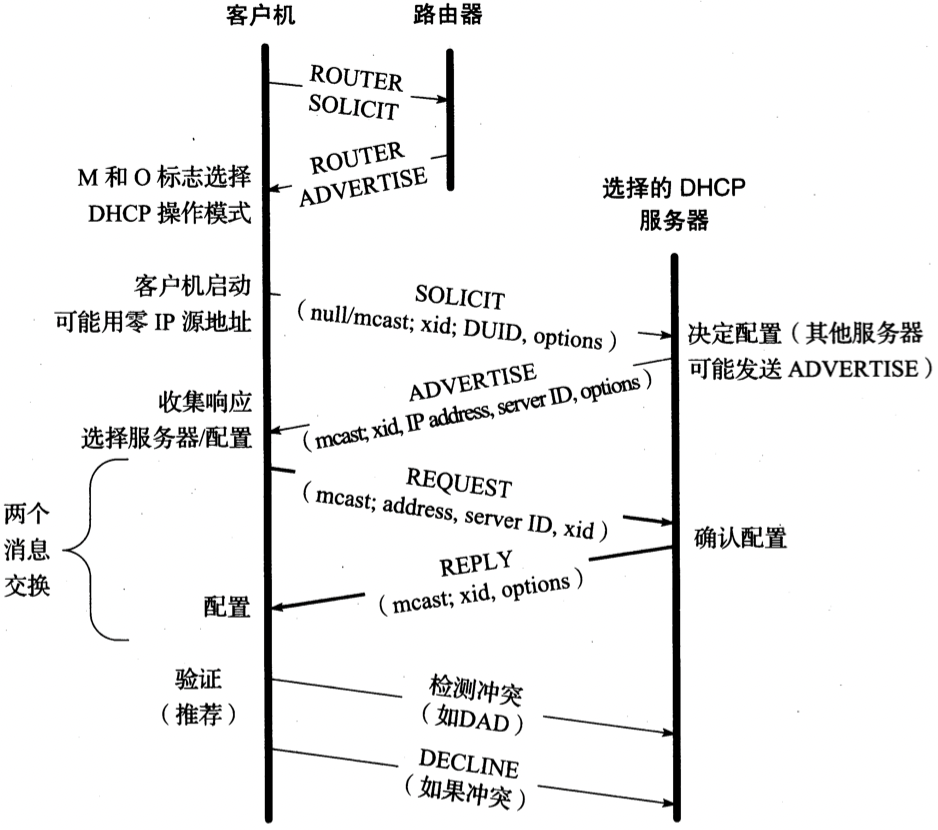 客户机
路由器
ROUTER
SOLICIT
ROUTER
ADVERTISE
M 和 O 标志选择
DHCP 操作模式
选择的 DHCP
服务器
客户机启动
可能用零 IP 源地址
SOLICIT
（null/mcast; xid; DUID, options）
决定配置（其他服务器
可能发送 ADVERTISE）
ADVERTISE
（mcast; xid, IP address, server ID, options）
收集响应
选择服务器/配置
REQUEST
（mcast; address, server ID, xid）
两个
消息
交换
确认配置
REPLY
（mcast; xid, options）
配置
验证
（推荐）
检测冲突
（如DAD）
DECLINE
（如果冲突）